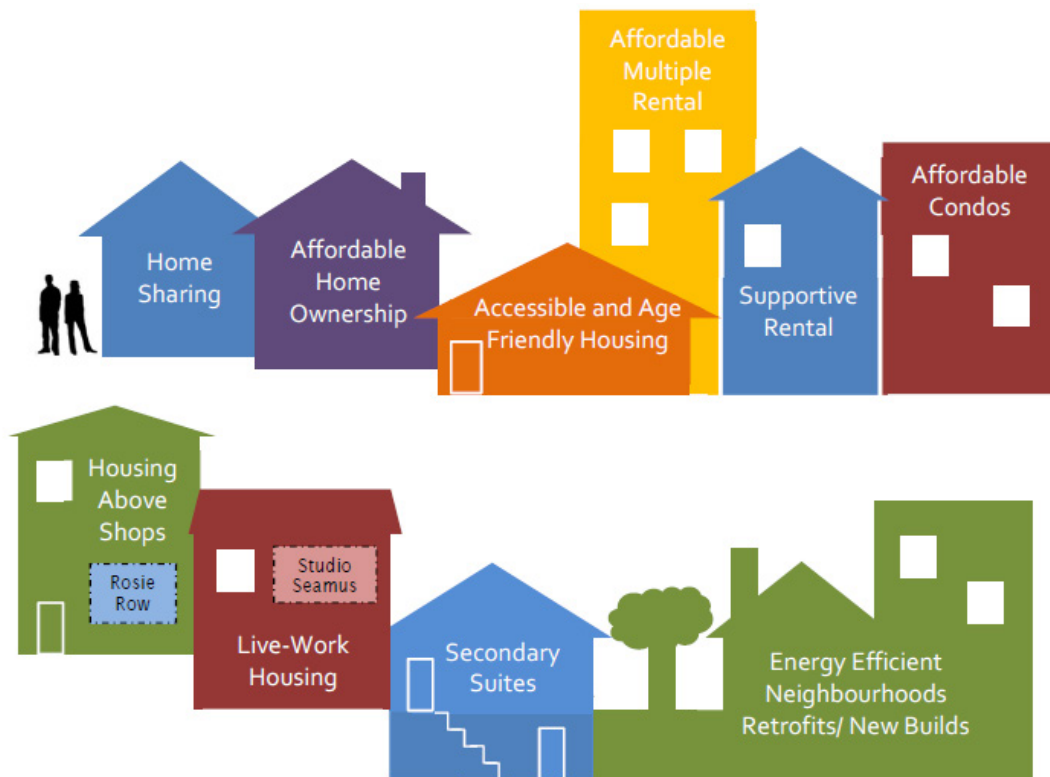 Affordable
Multiple
Rental
Home
Sharing
Affordable
Home
Ownership
Accessible and Age
Friendly Housing
Supportive
Rental
Affordable
Condos
Housing
Above
Shops
Rosie
Row
Studio
Seamus
Live-Work
Housing
Secondary
Suites
Energy Efficient
Neighbourhoods
Retrofits/ New Builds